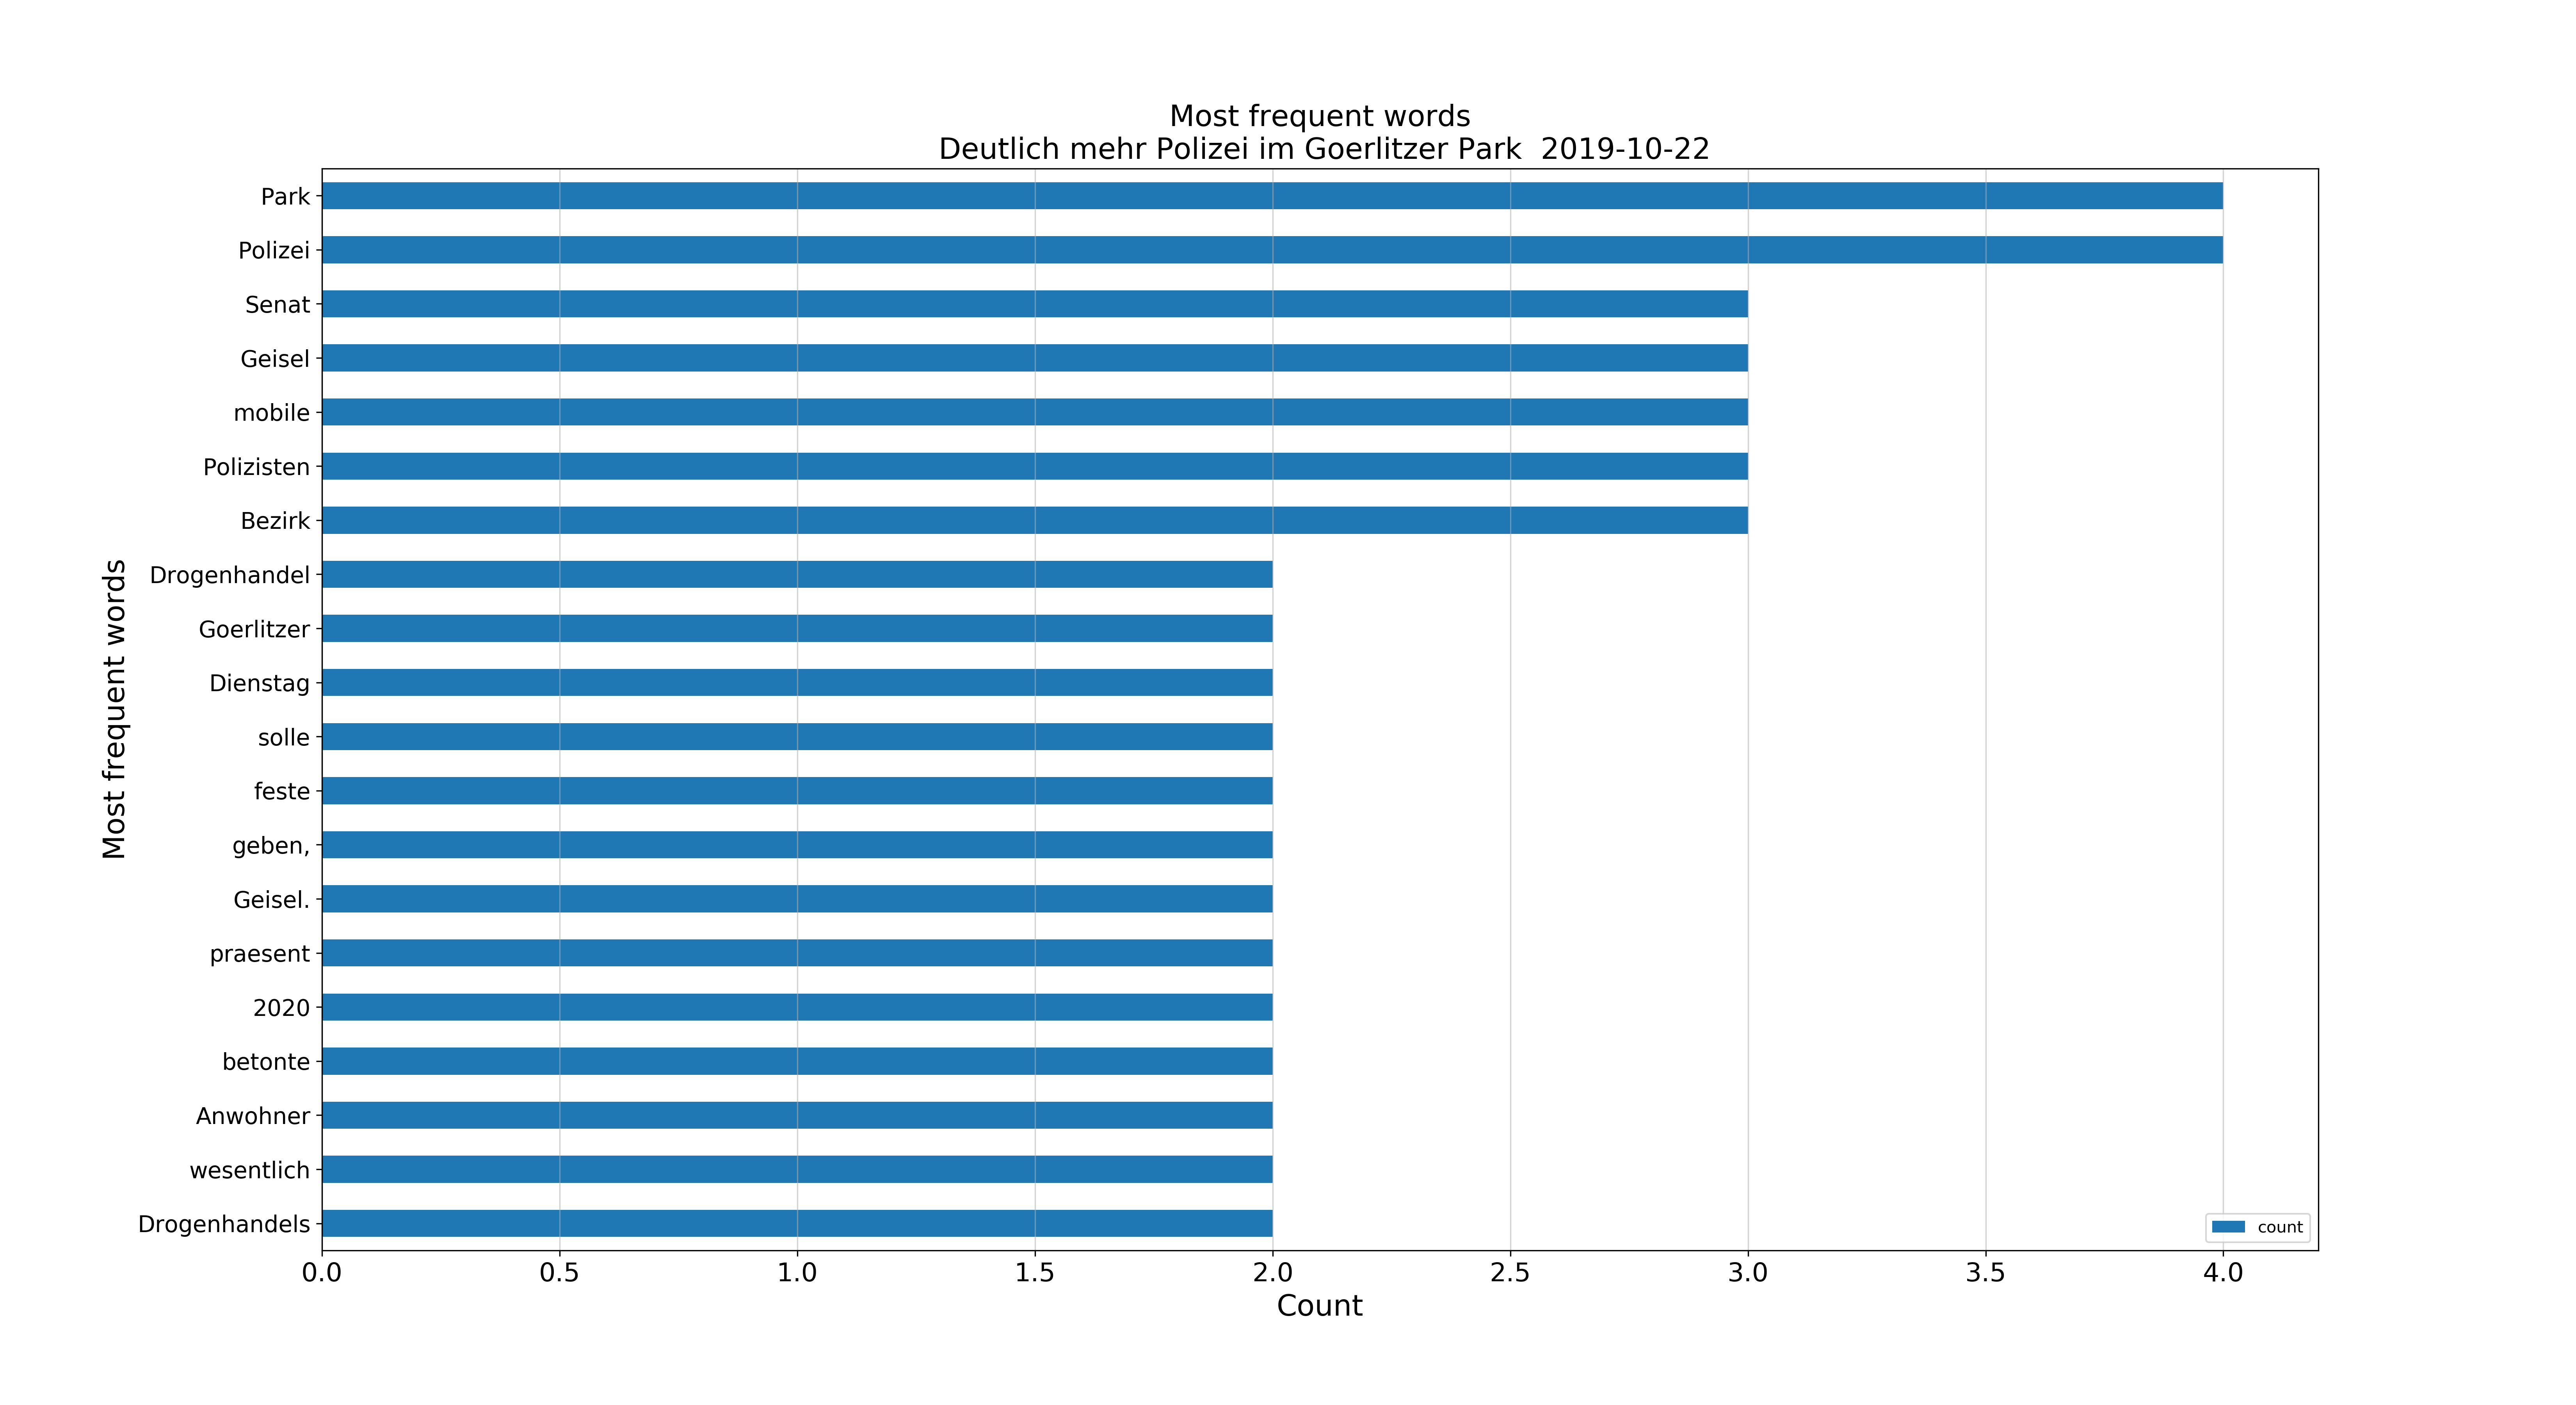 Most frequent words
Deutlich mehr Polizei im Goerlitzer Park  2019-10-22
Most frequent words
Park
Polizei
Senat
Geisel
mobile
Polizisten
Bezirk
Drogenhandel
Goerlitzer
Dienstag
solle
feste
geben,
Geisel.
praesent
2020
betonte
Anwohner
wesentlich
Drogenhandels
count
0.0 0.5 1.0 1.5 2.0 2.5 3.0 3.5 4.0
Count